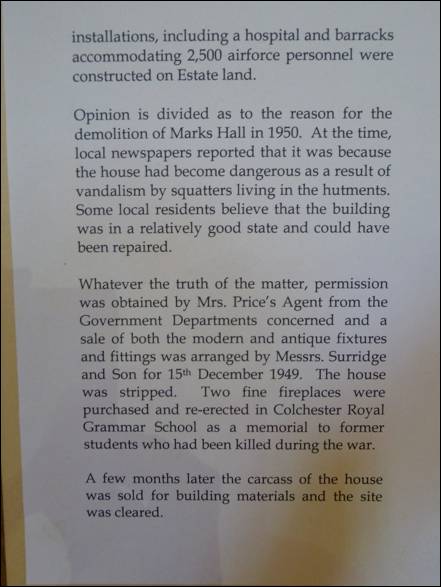 installations, including a hospital and barracks
accommodating 2,500 airforce personnel were
constructed on Estate land.
Opinion is divided as to the reason for the
demolition of Marks Hall in 1950.  At the time,
local newspapers reported that it was because
the house had become dangerous as a result of
vandalism by squatters living in the hutments.
Some local residents believe that the building
was in a relatively good state and could have
been repaired.
Whatever the truth of the matter, permission
was obtained by Mrs. Price's Agent from the
Government Departments concerned and a
sale of both the modern and antique fixtures
and fittings was arranged by Messrs. Surridge
and Son for 15th December 1949.  The house
was stripped.  Two fine fireplaces were
purchased and re-erected in Colchester Royal
Grammar School as a memorial to former
students who had been killed during the war.
A few months later the carcass of the house
was sold for building materials and the site
was cleared.